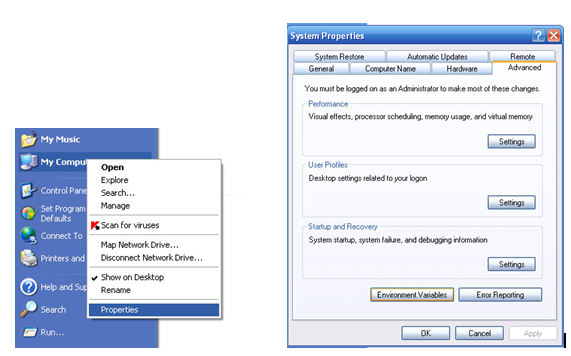 My Music
My Compu
Control Pane
Set Program
Defaults
Connect To
Printers and
Help and Sup
Search
Run...
Open
Explore
Search...
Manage
Scan for viruses
Map Network Drive...
Disconnect Network Drive...
Show on Desktop
Rename
Properties
System Properties
System Restore Automatic Updates Remote
General Computer Name Hardware Advanced
You must be logged on as an Administrator to make most of these changes.
Performance
Visual effects, processor scheduling, memory usage, and virtual memory
Settings
User Profiles
Desktop settings related to your logon
Settings
Startup and Recovery
System startup, system failure, and debugging information
Settings
Environment Variables Error Reporting
OK Cancel Apply